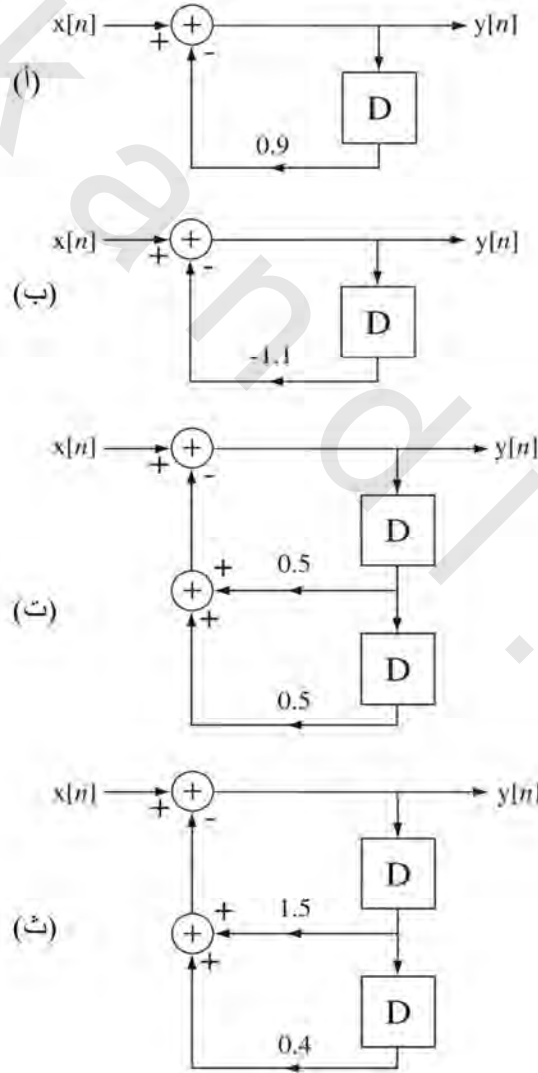 x[n] + + - y[n]
(أ) D
0.9
x[n] + + - y[n]
(ب) D
-1.1
x[n] + + - y[n]
D
0.5
(ت) + + +
D
0.5
x[n] + + - y[n]
D
1.5
(ث) + + +
D
0.4